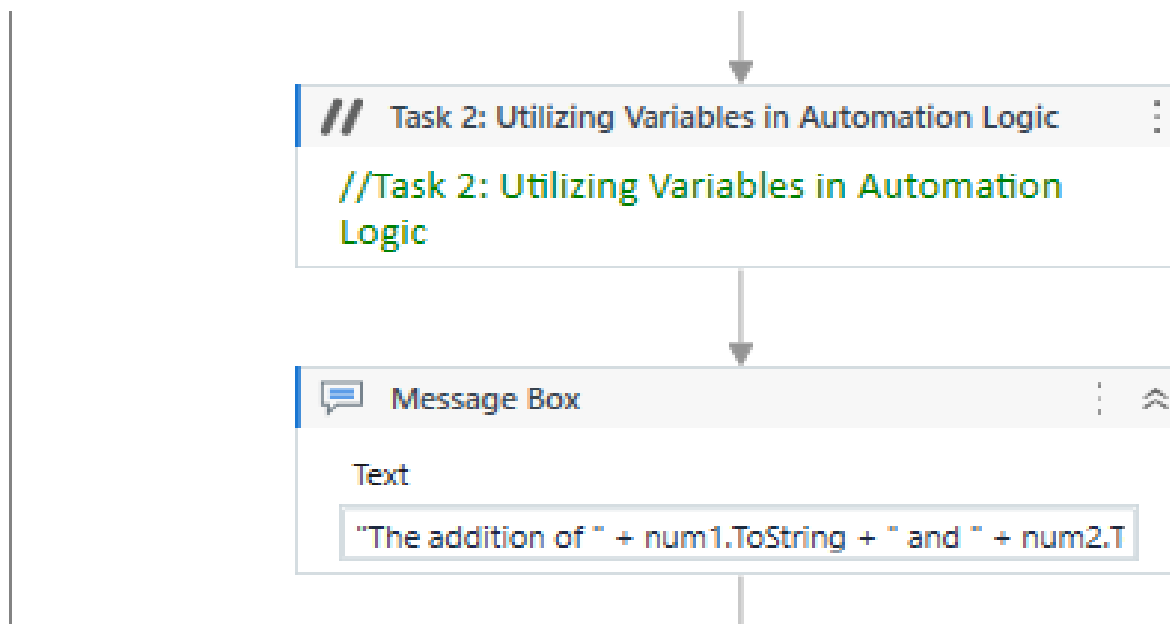 Task 2: Utilizing Variables in Automation Logic
//Task 2: Utilizing Variables in Automation
Logic
Message Box
Text
"The addition of " + num1.ToString + " and " + num2.T